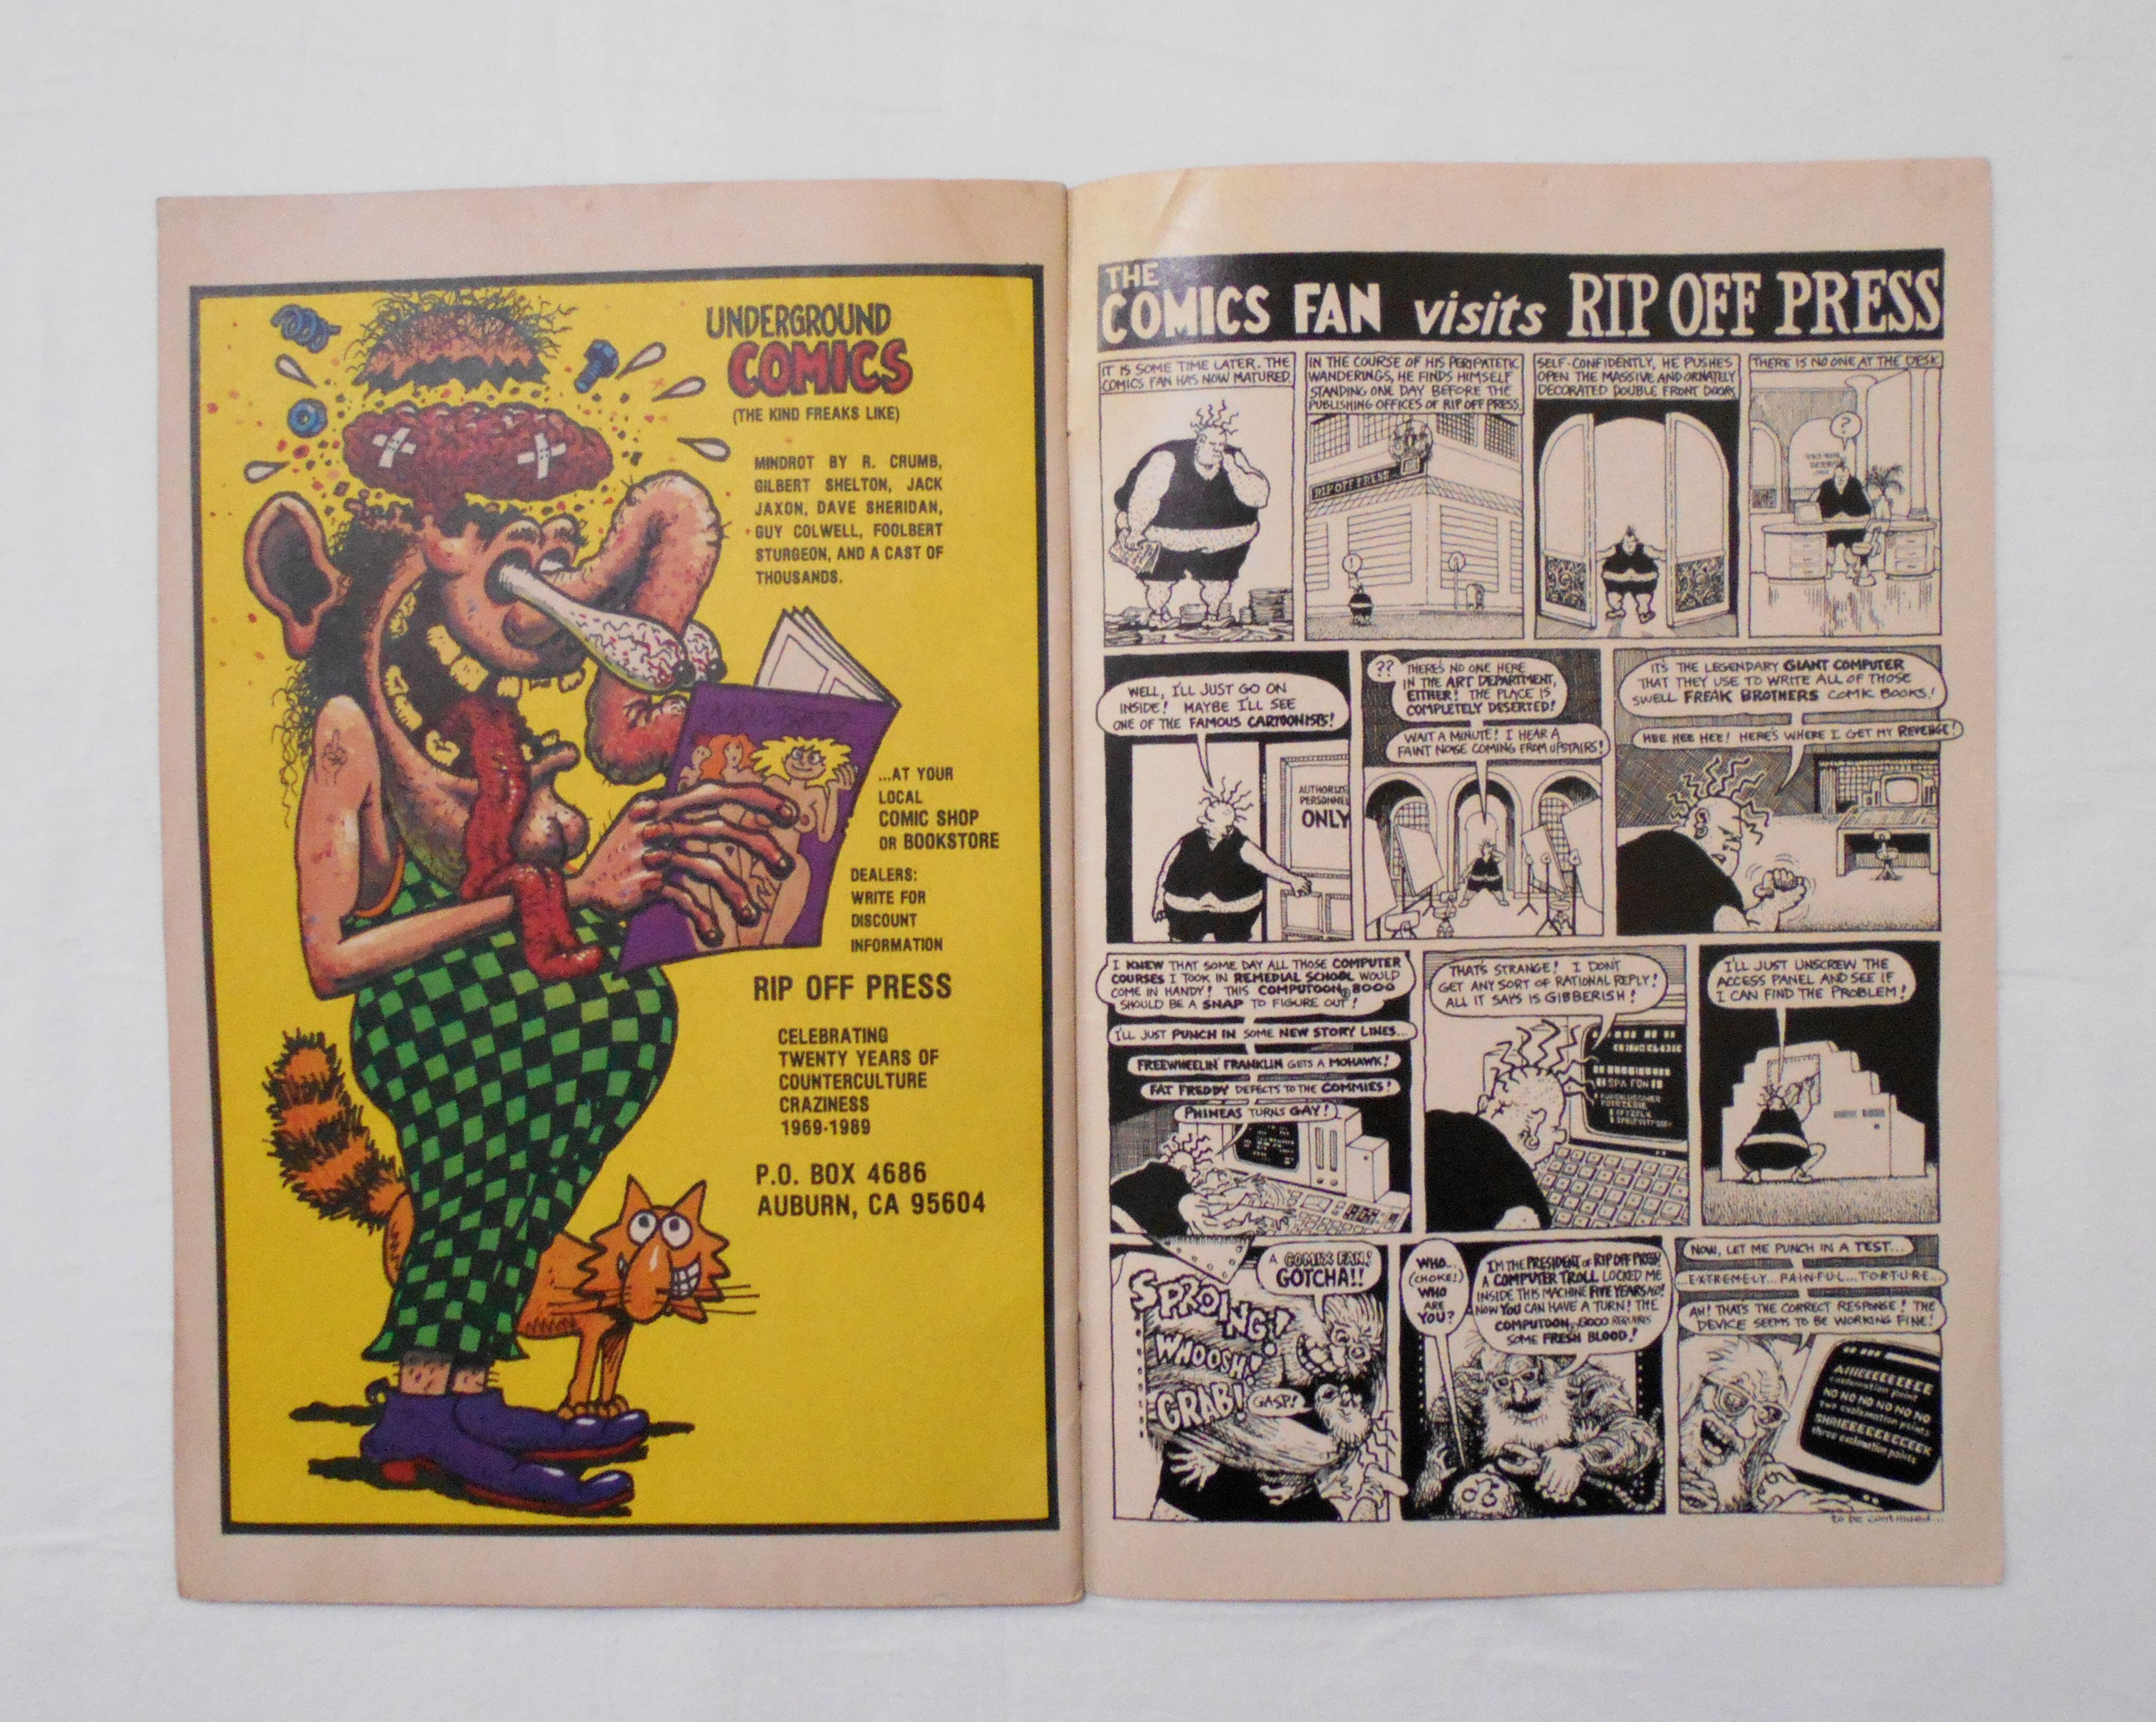 UNDERGROUND
COMICS
(THE KIND FREAKS LIKE)
MINDROT BY R. CRUMB,
GILBERT SHELTON, JACK
JAXON, DAVE SHERIDAN,
GUY COLWELL, FOOLBERT
STURGEON, AND A CAST OF
THOUSANDS.
...AT YOUR
LOCAL
COMIC SHOP
OR BOOKSTORE
DEALERS:
WRITE FOR
DISCOUNT
INFORMATION
RIP OFF PRESS
CELEBRATING
TWENTY YEARS OF
COUNTERCULTURE
CRAZINESS
1969-1989
P.O. BOX 4686
AUBURN, CA 95604
THE
COMICS FAN visits RIP OFF PRESS
IT IS SOME TIME LATER. THE
COMICS FAN HAS NOW MATURED.
IN THE COURSE OF HIS PERIPATETIC
WANDERINGS, HE FINDS HIMSELF
STANDING ONE DAY BEFORE THE
PUBLISHING OFFICES OF RIP OFF PRESS.
RIP OFF PRESS
!
SELF-CONFIDENTLY, HE PUSHES
OPEN THE MASSIVE AND ORNATELY
DECORATED DOUBLE FRONT DOORS
THERE IS NO ONE AT THE DESK.
?
WELL, I'LL JUST GO ON
INSIDE! MAYBE I'LL SEE
ONE OF THE FAMOUS CARTOONISTS!
AUTHORIZE
PERSONNEL
ONLY
?? THERE'S NO ONE HERE
IN THE ART DEPARTMENT,
EITHER! THE PLACE IS
COMPLETELY DESERTED!
WAIT A MINUTE! I HEAR A
FAINT NOISE COMING FROM UPSTAIRS!
IT'S THE LEGENDARY GIANT COMPUTER
THAT THEY USE TO WRITE ALL OF THOSE
SWELL FREAK BROTHERS COMIC BOOKS!
HEE HEE HEE! HERE'S WHERE I GET MY REVENGE!
I KNEW THAT SOME DAY ALL THOSE COMPUTER
COURSES I TOOK IN REMEDIAL SCHOOL WOULD
COME IN HANDY! THIS COMPUTOON® 8000
SHOULD BE A SNAP TO FIGURE OUT!
I'LL JUST PUNCH IN SOME NEW STORY LINES...
FREEWHEELIN' FRANKLIN GETS A MOHAWK!
FAT FREDDY DEFECTS TO THE COMMIES!
PHINEAS TURNS GAY!
THAT'S STRANGE! I DON'T
GET ANY SORT OF RATIONAL REPLY!
ALL IT SAYS IS GIBBERISH!
SPA FON
I'LL JUST UNSCREW THE
ACCESS PANEL AND SEE IF
I CAN FIND THE PROBLEM!
SPROING!
WHOOSH!
GRAB!
A COMIX FAN!
GOTCHA!!
GASP!
WHO...
(CHOKE!)
WHO
ARE
YOU?
I'M THE PRESIDENT OF RIP OFF PRESS!
A COMPUTER TROLL LOCKED ME
INSIDE THIS MACHINE FIVE YEARS AGO!
NOW YOU CAN HAVE A TURN! THE
COMPUTOON® 8000 REQUIRES
SOME FRESH BLOOD!
NOW, LET ME PUNCH IN A TEST...
...EXTREMELY...PAINFUL...TORTURE...
AH! THAT'S THE CORRECT RESPONSE! THE
DEVICE SEEMS TO BE WORKING FINE!
AIIIEEEEEEEEE
exclamation point
NO NO NO NO NO NO
two exclamation points
SHRIEEEEEEEEEEK
three exclamation points
to be continued...